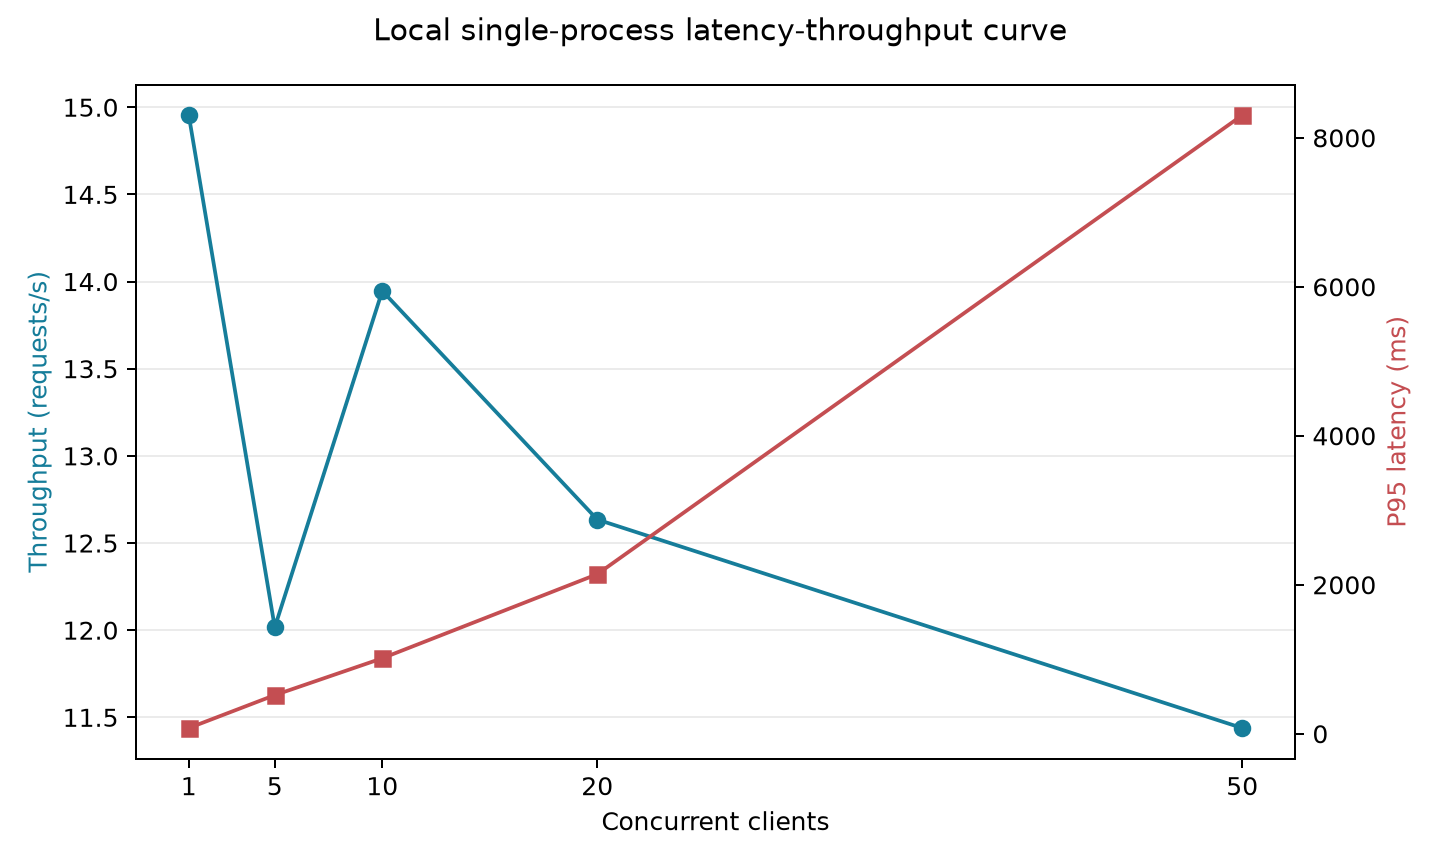 Local single-process latency-throughput curve
Throughput (requests/s)
15.0
14.5
14.0
13.5
13.0
12.5
12.0
11.5
8000
6000
4000
2000
0
P95 latency (ms)
1 5 10 20 50
Concurrent clients